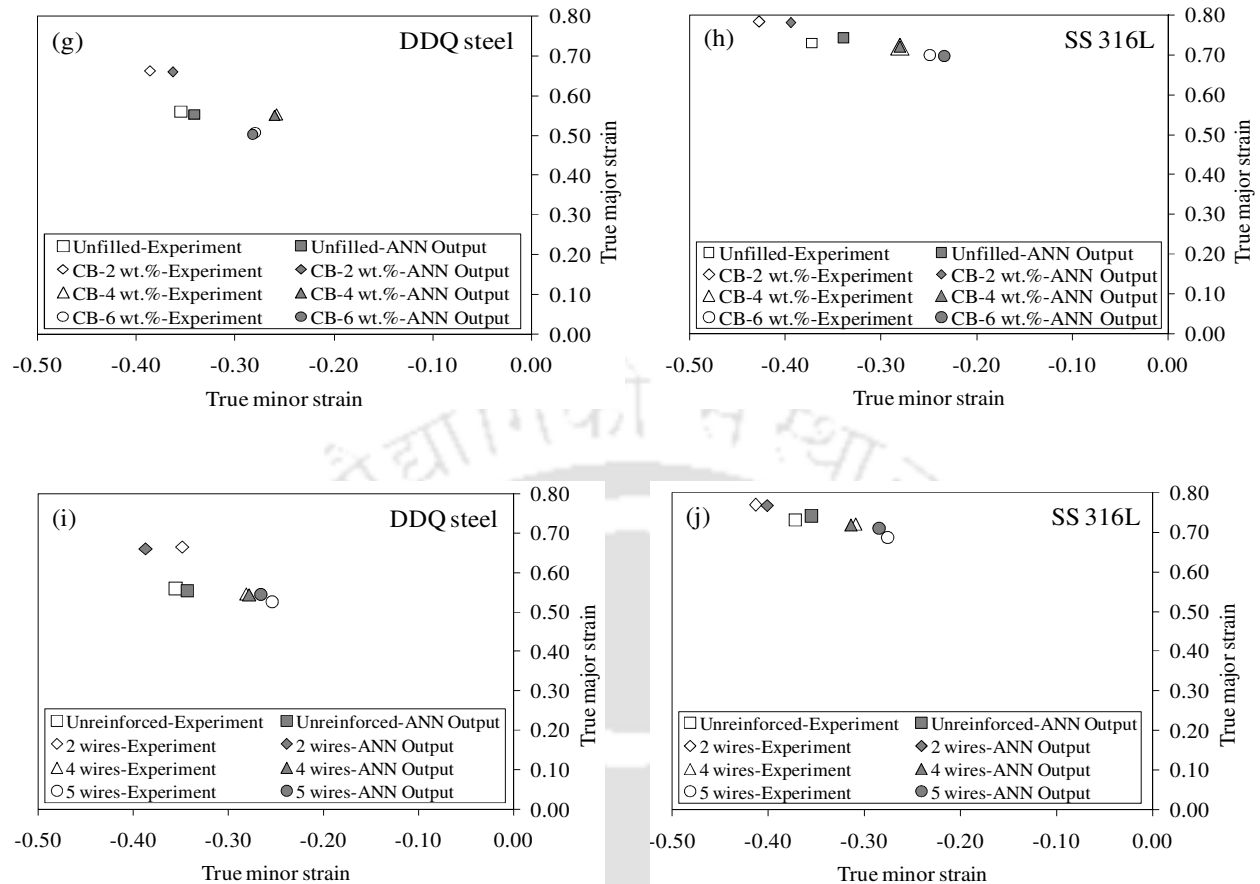 (g)
DDQ steel
0.80
0.70
0.60
0.50
0.40
0.30
0.20
0.10
0.00
True major strain
Unfilled-Experiment
Unfilled-ANN Output
CB-2 wt.%-Experiment
CB-2 wt.%-ANN Output
CB-4 wt.%-Experiment
CB-4 wt.%-ANN Output
CB-6 wt.%-Experiment
CB-6 wt.%-ANN Output
-0.50 -0.40 -0.30 -0.20 -0.10 0.00
True minor strain
(h)
SS 316L
0.80
0.70
0.60
0.50
0.40
0.30
0.20
0.10
0.00
True major strain
Unfilled-Experiment
Unfilled-ANN Output
CB-2 wt.%-Experiment
CB-2 wt.%-ANN Output
CB-4 wt.%-Experiment
CB-4 wt.%-ANN Output
CB-6 wt.%-Experiment
CB-6 wt.%-ANN Output
-0.50 -0.40 -0.30 -0.20 -0.10 0.00
True minor strain
(i)
DDQ steel
0.80
0.70
0.60
0.50
0.40
0.30
0.20
0.10
0.00
True major strain
Unreinforced-Experiment
Unreinforced-ANN Output
2 wires-Experiment
2 wires-ANN Output
4 wires-Experiment
4 wires-ANN Output
5 wires-Experiment
5 wires-ANN Output
-0.50 -0.40 -0.30 -0.20 -0.10 0.00
True minor strain
(j)
SS 316L
0.80
0.70
0.60
0.50
0.40
0.30
0.20
0.10
0.00
True major strain
Unreinforced-Experiment
Unreinforced-ANN Output
2 wires-Experiment
2 wires-ANN Output
4 wires-Experiment
4 wires-ANN Output
5 wires-Experiment
5 wires-ANN Output
-0.50 -0.40 -0.30 -0.20 -0.10 0.00
True minor strain